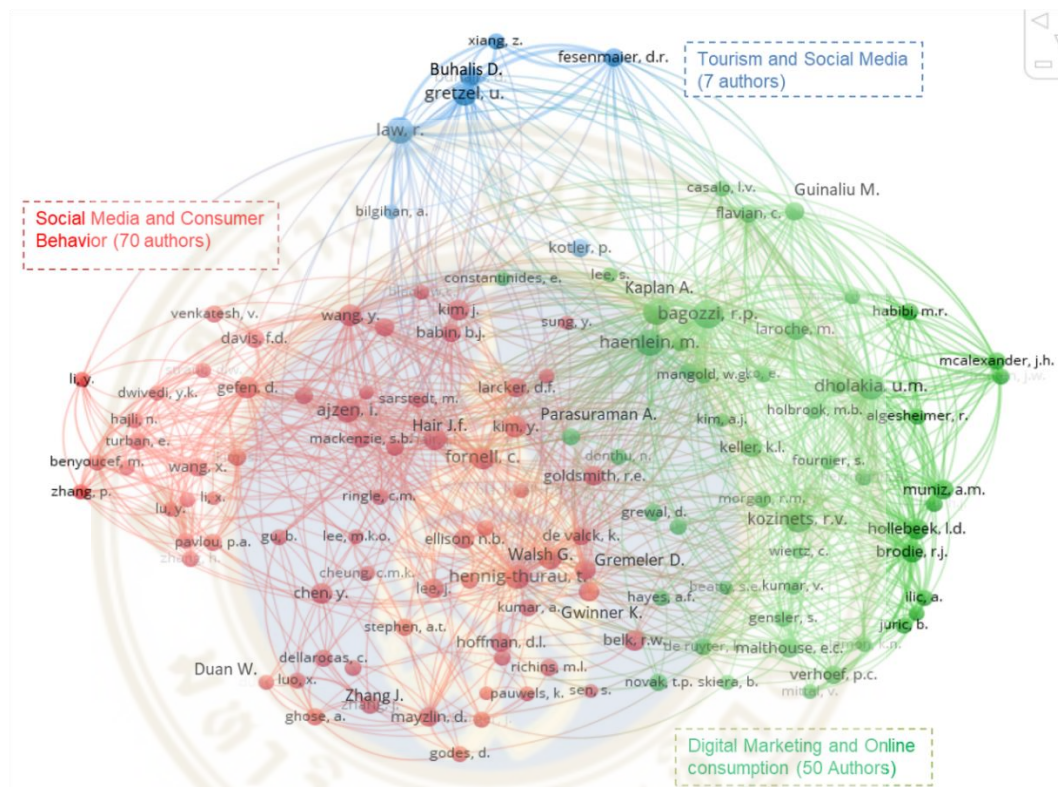 xiang, z.
fesenmaier, d.r.
Tourism and Social Media
(7 authors)
Buhalis D.
gretzel, u.
law, r.
casalo, l.v.
Guinaliu M.
bilgihan, a.
flavian, c.
Social Media and Consumer
Behavior (70 authors)
kotler, p.
constantinides, e.
lee, s.
Kaplan A.
venkatesh, v.
wang, y.
kim, j.
sung, y.
bagozzi, r.p.
habibi, m.r.
davis, f.d.
babin, b.j.
haenlein, m.
laroche, m.
mcalexander, j.h.
li, y.
dwivedi, y.k.
gefen, d.
larcker, d.f.
mangold, w.g.
ko, e.
dholakia, u.m.
sarstedt, m.
hajli, n.
ajzen, i.
Hair J.f.
kim, y.
Parasuraman A.
kim, a.j.
holbrook, m.b.
algesheimer, r.
turban, e.
mackenzie, s.b.
keller, k.l.
benyoucef, m.
wang, x.
fornell, c.
donthu, n.
fournier, s.
zhang, p.
li, x.
ringle, c.m.
goldsmith, r.e.
morgan, r.m.
muniz, a.m.
lu, y.
grewal, d.
kozinets, r.v.
hollebeek, l.d.
pavlou, p.a.
gu, b.
lee, m.k.o.
ellison, n.b.
de valck, k.
wiertz, c.
brodie, r.j.
Walsh G.
Gremeler D.
cheung, c.m.k.
hennig-thurau, t.
chen, y.
lee, j.
hayes, a.f.
beatty, s.e.
kumar, v.
ilic, a.
kumar, a.
Gwinner K.
gensler, s.
juric, b.
stephen, a.t.
hoffman, d.l.
belk, r.w.
de ruyter,
malthouse, e.c.
Duan W.
dellarocas, c.
richins, m.l.
verhoef, p.c.
luo, x.
Zhang J.
pauwels, k.
sen, s.
novak, t.p.
skiera, b.
mittal, v.
ghose, a.
mayzlin, d.
godes, d.
Digital Marketing and Online
consumption (50 Authors)